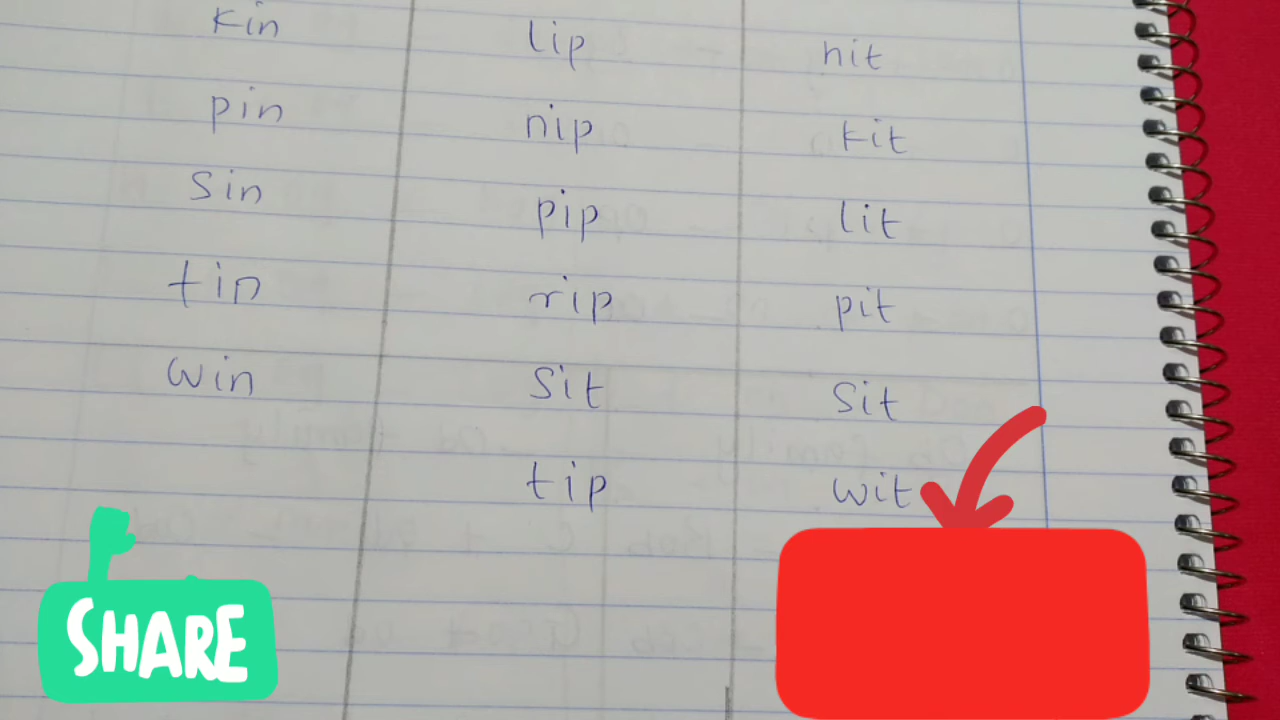 kin lip hit
pin nip kit
sin pip lit
tin rip pit
win sit sit
tip wit
SHARE